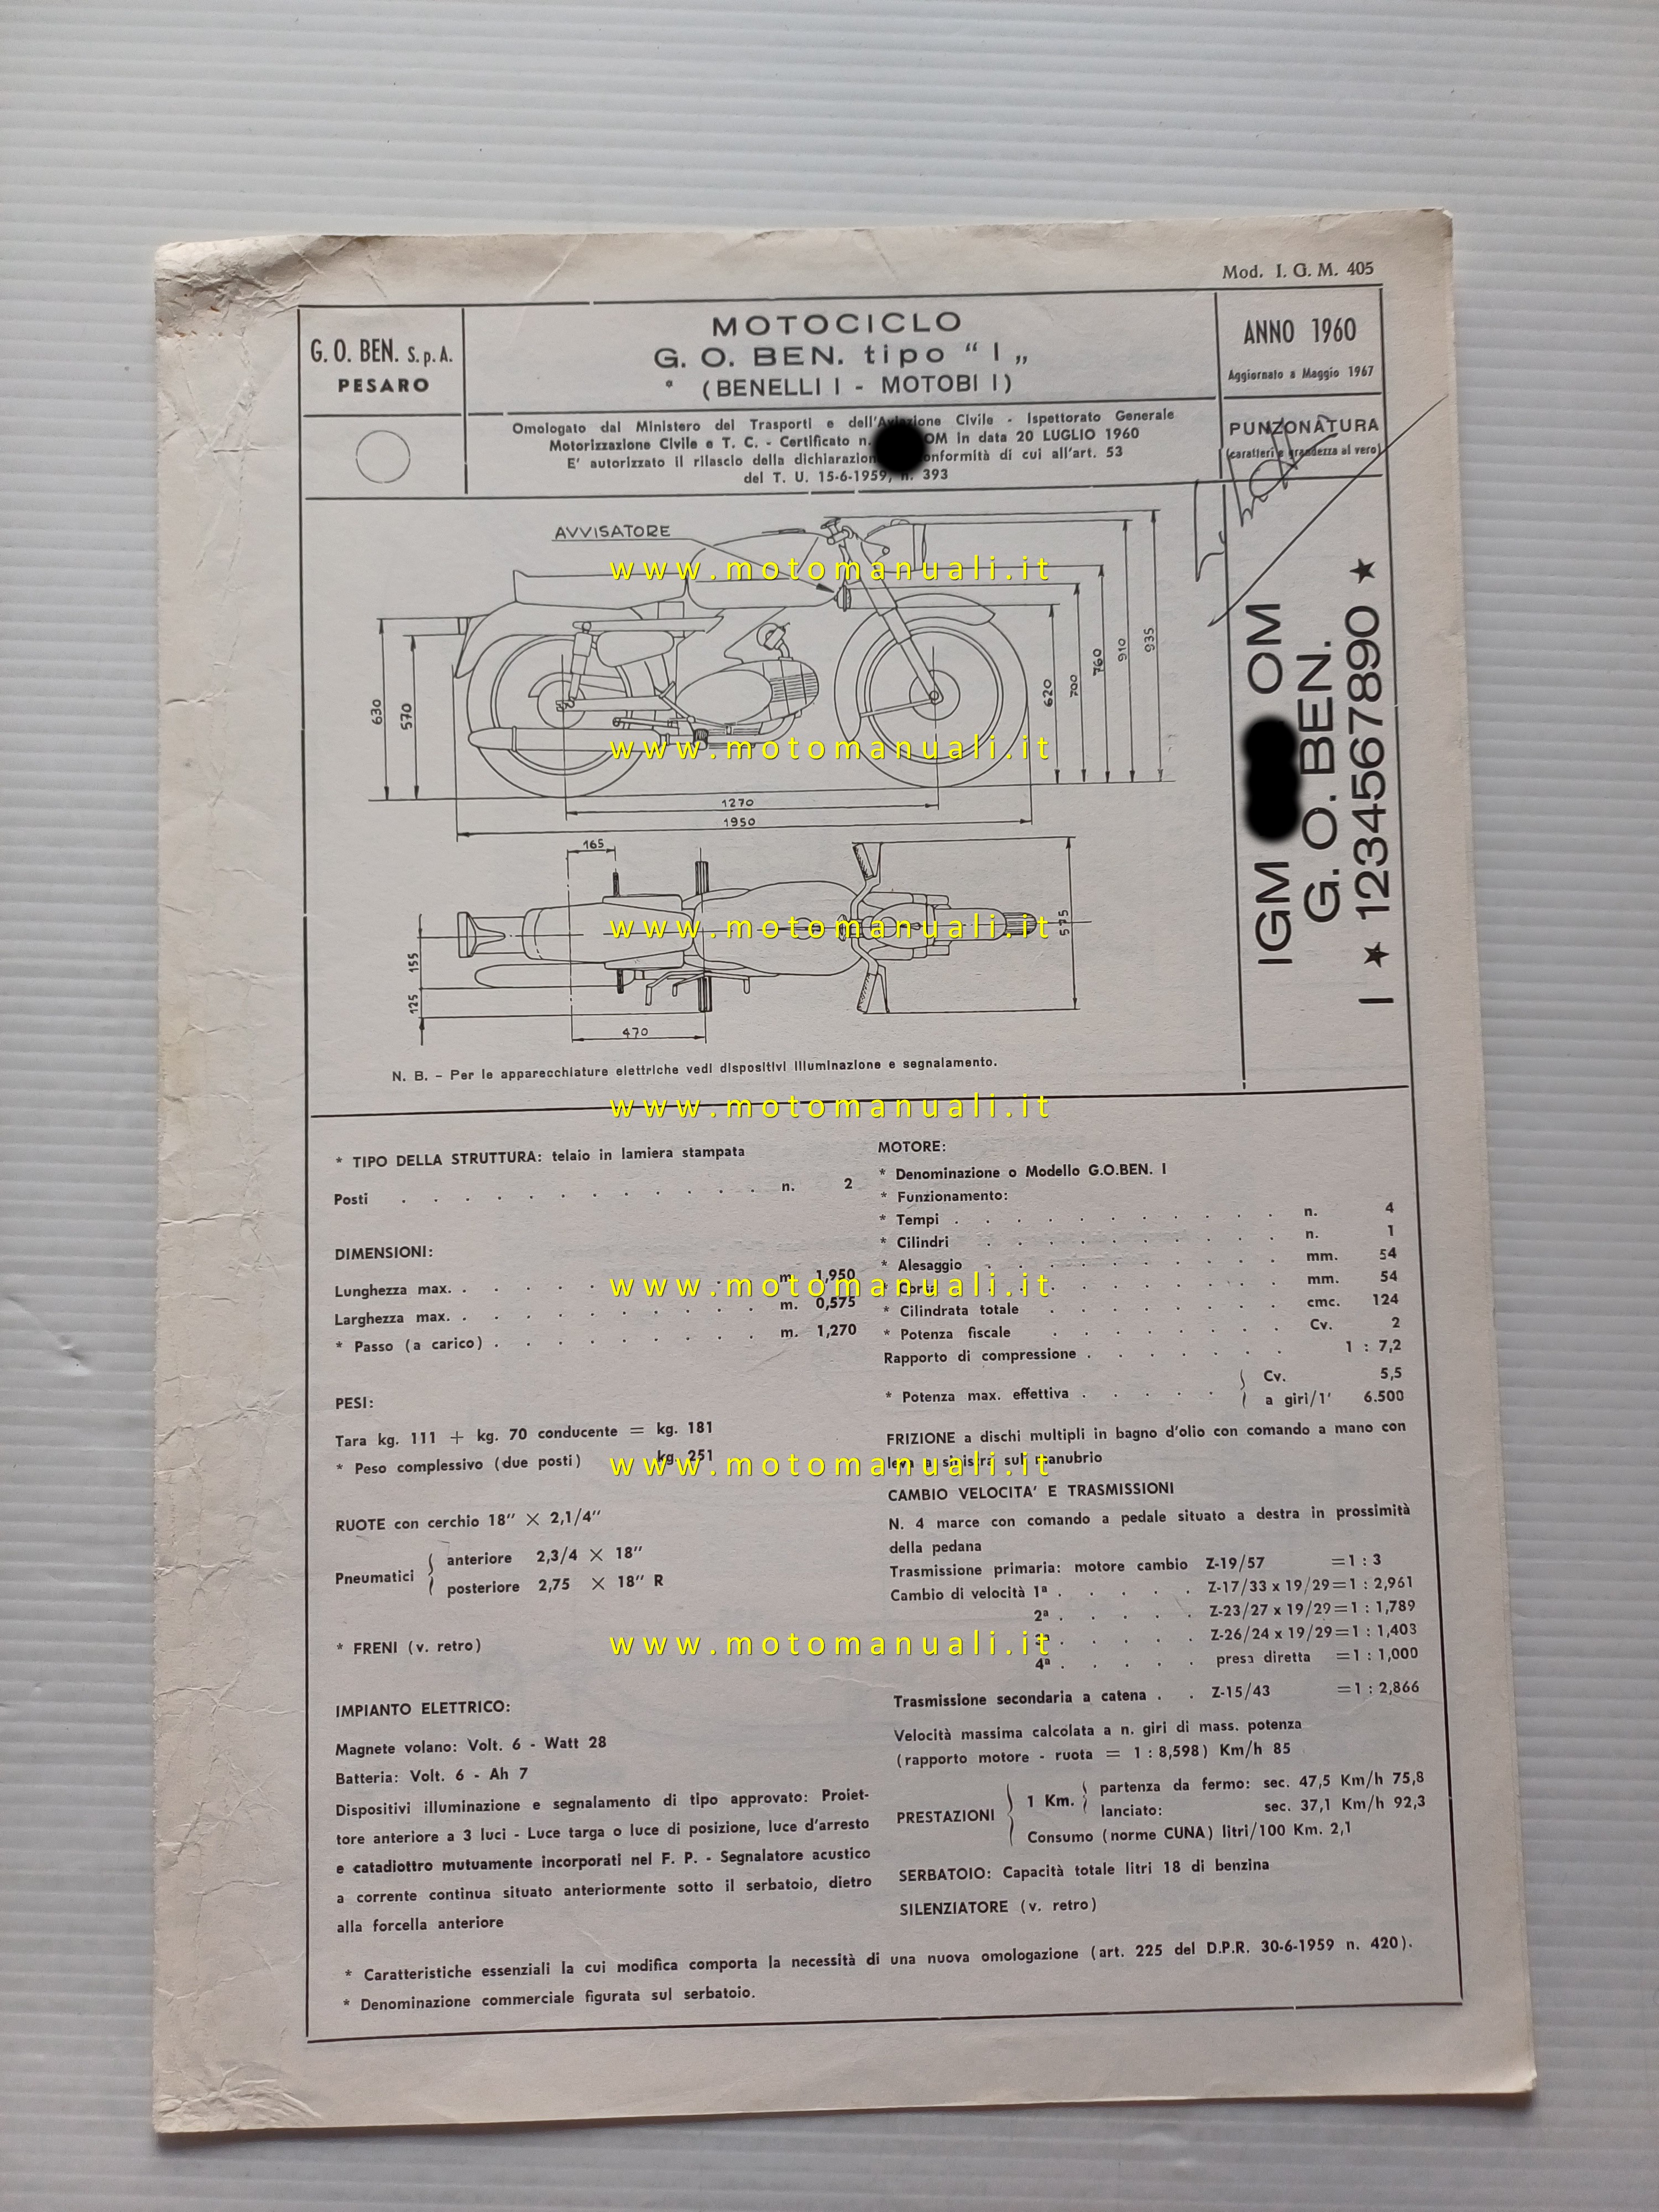 Mod. I. G. M. 405
G. O. BEN. S.p.A.
PESARO
MOTOCICLO
G. O. BEN. tipo “ I „
* (BENELLI I - MOTOBI I)
ANNO 1960
Aggiornato a Maggio 1967
Omologato dal Ministero dei Trasporti e dell'Aviazione Civile - Ispettorato Generale
Motorizzazione Civile e T. C. - Certificato n. OM in data 20 LUGLIO 1960
E' autorizzato il rilascio della dichiarazione conformità di cui all'art. 53
del T. U. 15-6-1959, n. 393
PUNZONATURA
(caratteri e grandezza al vero)
IGM OM
G. O. BEN.
I ★ 1234567890 ★
AVVISATORE
630
570
620
700
760
910
935
1270
1950
165
155
125
470
575
N. B. - Per le apparecchiature elettriche vedi dispositivi illuminazione e segnalamento.
* TIPO DELLA STRUTTURA: telaio in lamiera stampata
Posti . . . . . . . . . . . . . n. 2
DIMENSIONI:
Lunghezza max. . . . . . . . . m. 1,950
Larghezza max. . . . . . . . . m. 0,575
* Passo (a carico) . . . . . . . . m. 1,270
PESI:
Tara kg. 111 + kg. 70 conducente = kg. 181
* Peso complessivo (due posti) kg. 251
RUOTE con cerchio 18” × 2,1/4”
Pneumatici { anteriore 2,3/4 × 18”
posteriore 2,75 × 18” R
* FRENI (v. retro)
IMPIANTO ELETTRICO:
Magnete volano: Volt. 6 - Watt 28
Batteria: Volt. 6 - Ah 7
Dispositivi illuminazione e segnalamento di tipo approvato: Proiet-
tore anteriore a 3 luci - Luce targa o luce di posizione, luce d'arresto
e catadiottro mutuamente incorporati nel F. P. - Segnalatore acustico
a corrente continua situato anteriormente sotto il serbatoio, dietro
alla forcella anteriore
MOTORE:
* Denominazione o Modello G.O.BEN. I
* Funzionamento:
* Tempi . . . . . . . . . . n. 4
* Cilindri . . . . . . . . . n. 1
* Alesaggio . . . . . . . . . mm. 54
* Corsa . . . . . . . . . mm. 54
* Cilindrata totale . . . . . . . cmc. 124
* Potenza fiscale . . . . . . . Cv. 2
Rapporto di compressione . . . . . . . 1 : 7,2
* Potenza max. effettiva . . . . . { Cv. 5,5
a giri/1' 6.500
FRIZIONE a dischi multipli in bagno d'olio con comando a mano con
leva a sinistra sul manubrio
CAMBIO VELOCITA' E TRASMISSIONI
N. 4 marce con comando a pedale situato a destra in prossimità
della pedana
Trasmissione primaria: motore cambio Z-19/57 =1 : 3
Cambio di velocità 1ª . . . . . Z-17/33 x 19/29=1 : 2,961
2ª . . . . Z-23/27 x 19/29=1 : 1,789
3ª . . . . . Z-26/24 x 19/29=1 : 1,403
4ª . . . . . presa diretta =1 : 1,000
Trasmissione secondaria a catena . . Z-15/43 =1 : 2,866
Velocità massima calcolata a n. giri di mass. potenza
(rapporto motore - ruota = 1 : 8,598) Km/h 85
PRESTAZIONI { 1 Km. { partenza da fermo: sec. 47,5 Km/h 75,8
lanciato: sec. 37,1 Km/h 92,3
Consumo (norme CUNA) litri/100 Km. 2,1
SERBATOIO: Capacità totale litri 18 di benzina
SILENZIATORE (v. retro)
* Caratteristiche essenziali la cui modifica comporta la necessità di una nuova omologazione (art. 225 del D.P.R. 30-6-1959 n. 420).
* Denominazione commerciale figurata sul serbatoio.
www.motomanuali.it
www.motomanuali.it
www.motomanuali.it
www.motomanuali.it
www.motomanuali.it
www.motomanuali.it
www.motomanuali.it